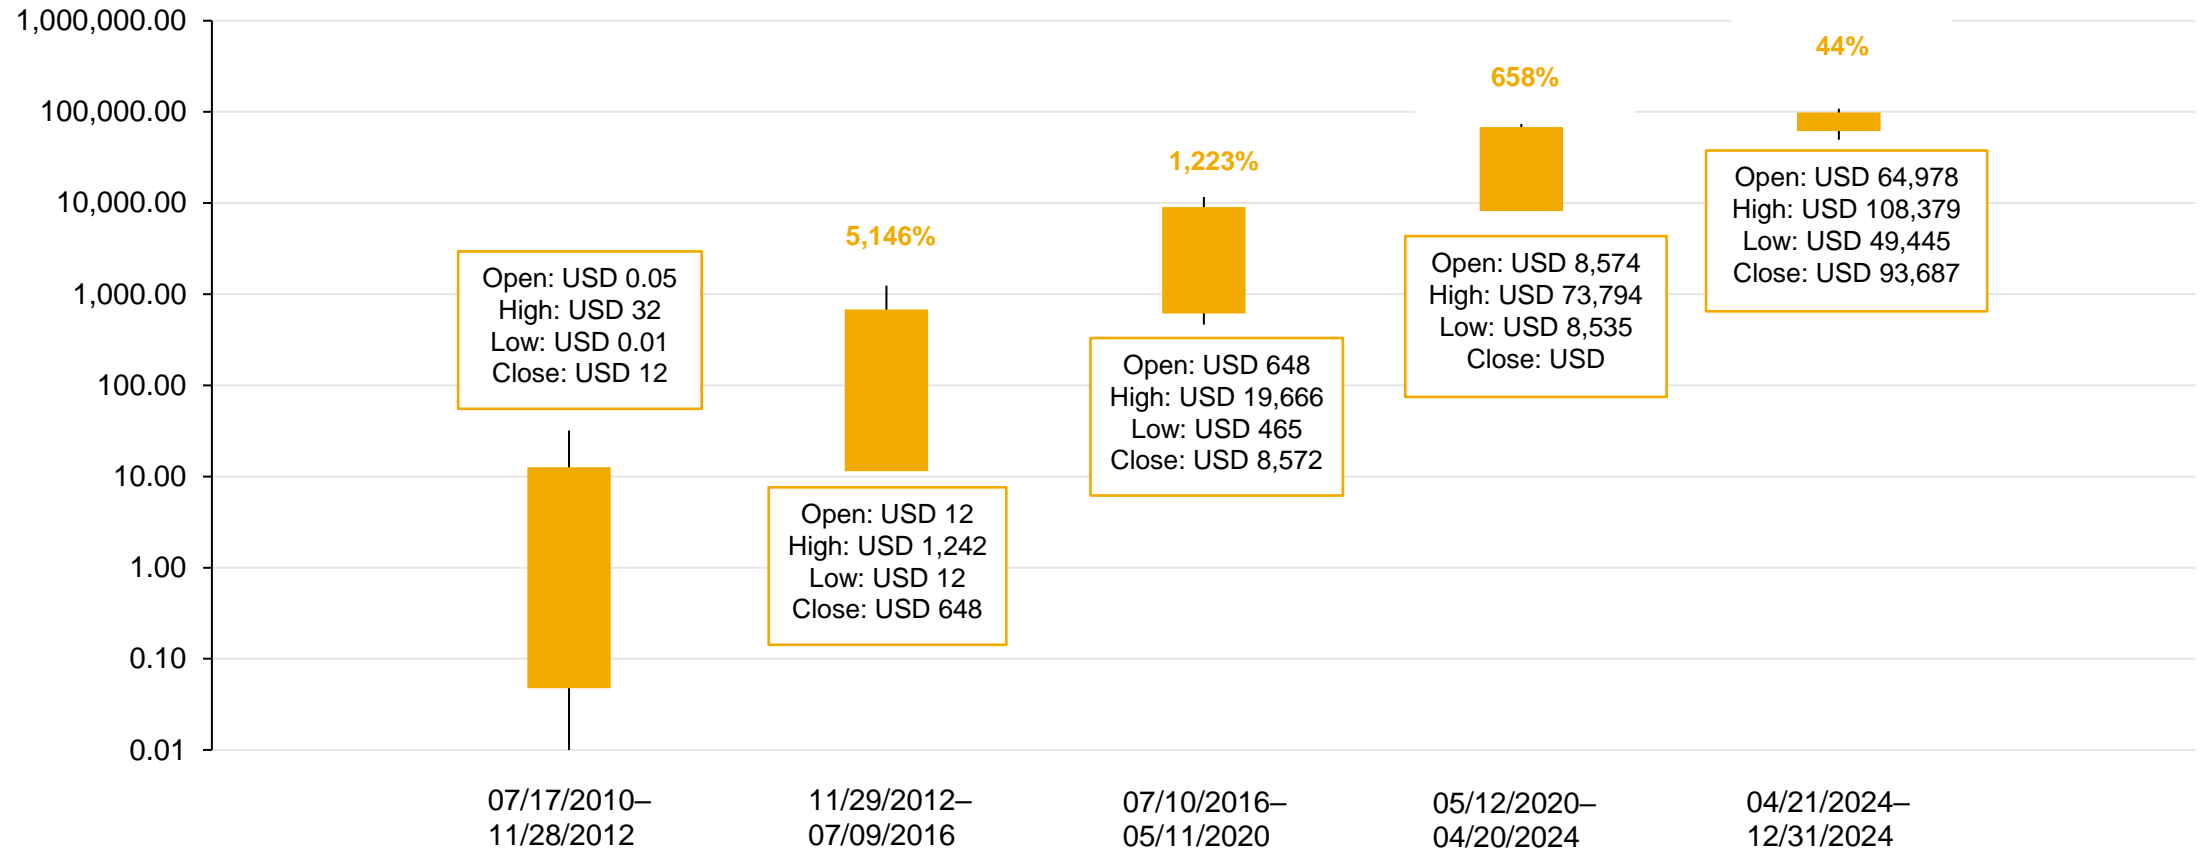 1,000,000.00
100,000.00
10,000.00
1,000.00
100.00
10.00
1.00
0.10
0.01
Open: USD 0.05
High: USD 32
Low: USD 0.01
Close: USD 12
5,146%
Open: USD 12
High: USD 1,242
Low: USD 12
Close: USD 648
1,223%
Open: USD 648
High: USD 19,666
Low: USD 465
Close: USD 8,572
658%
Open: USD 8,574
High: USD 73,794
Low: USD 8,535
Close: USD
44%
Open: USD 64,978
High: USD 108,379
Low: USD 49,445
Close: USD 93,687
07/17/2010–
11/28/2012
11/29/2012–
07/09/2016
07/10/2016–
05/11/2020
05/12/2020–
04/20/2024
04/21/2024–
12/31/2024